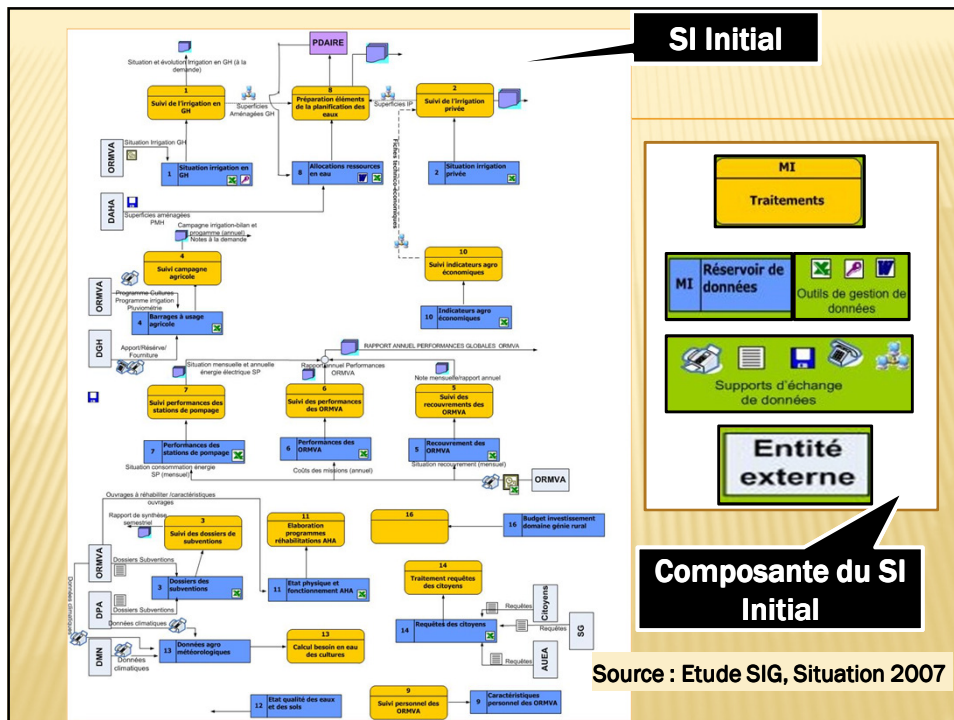 SI Initial
PDAIRE
Situation et évolution Irrigation en GH (à la
demande)
1
Suivi de l'irrigation en
GH
Superficies
Aménagées GH
8
Préparation éléments
de la planification des
eaux
Superficies IP
2
Suivi de l'irrigation
privée
ORMVA
Situation Irrigation GH
1
Situation irrigation en
GH
8
Allocations ressources
en eau
2
Situation irrigation
privée
Fiches technico-économiques
DAHA
Superficies aménagées
PMH
Campagne irrigation-bilan et
progamme (annuel)
Notes à la demande
4
Suivi campagne
agricole
10
Suivi indicateurs agro
économiques
ORMVA
Programme Cultures
Programme irrigation
Pluviométrie
4
Barrages à usage
agricole
10
Indicateurs agro
économiques
DGH
Apport/Résérve/
Fourniture
RAPPORT ANNUEL PERFORMANCES GLOBALES ORMVA
Situation mensuelle et annuelle
énergie électrique SP
Rapport annuel Performances
ORMVA
Note mensuelle/rapport annuel
7
Suivi performances des
stations de pompage
6
Suivi des performances
des ORMVA
5
Suivi des
recouvrements des
ORMVA
7
Performances des
stations de pompage
6
Performances des
ORMVA
5
Recouvrement des
ORMVA
Situation consommation énergie
SP (mensuel)
Coûts des missions (annuel)
Situation recouvrement (mensuel)
ORMVA
Ouvrages à réhabiliter /caractéristiques
ouvrages
Rapport de synthèse
semestriel
3
Suivi des dossiers de
subventions
11
Elaboration
programmes
réhabilitations AHA
16
16
Budget investissement
domaine génie rural
ORMVA
Dossiers Subventions
3
Dossiers des
subventions
11
Etat physique et
fonctionnement AHA
14
Traitement requêtes
des citoyens
DPA
Dossiers Subventions
Données climatiques
Données climatiques
DMN
Données
climatiques
13
Données agro
météorologiques
13
Calcul besoin en eau
des cultures
14
Requêtes des citoyens
Requêtes
Citoyens
Requêtes
SG
Requêtes
AUEA
12
Etat qualité des eaux
et des sols
9
Suivi personnel des
ORMVA
9
Caractéristiques
personnel des ORMVA
MI
Traitements
MI
Réservoir de
données
Outils de gestion de
données
Supports d'échange
de données
Entité
externe
Composante du SI
Initial
Source : Etude SIG, Situation 2007